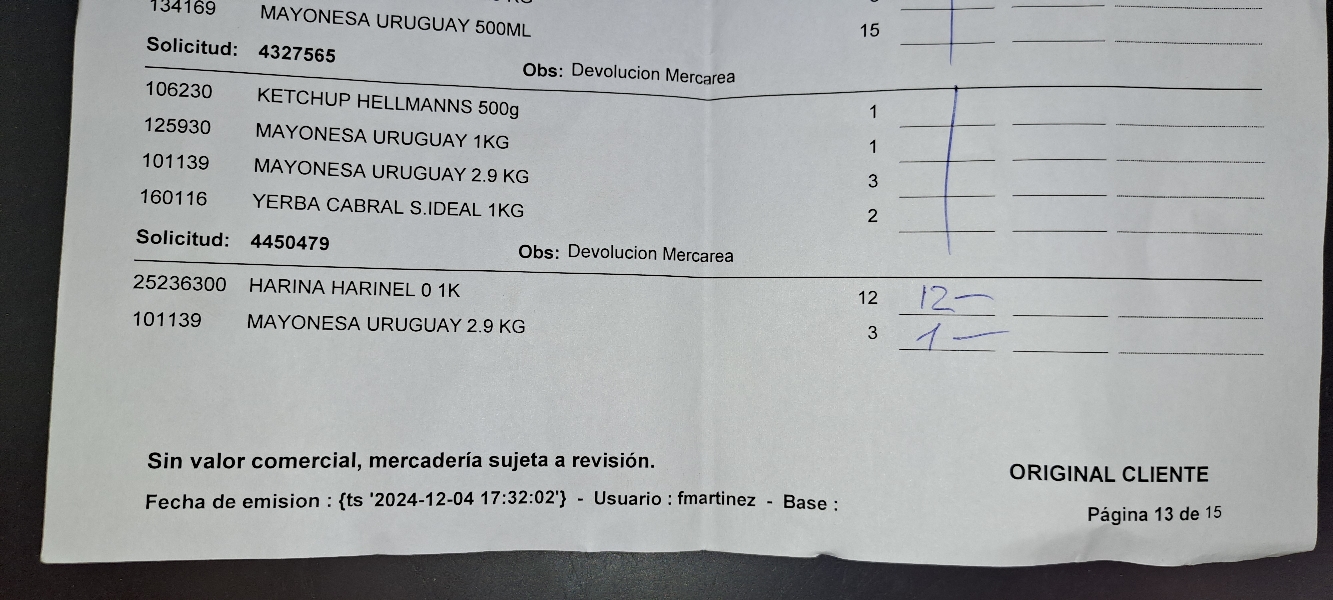 134169 MAYONESA URUGUAY 500ML 15
Solicitud: 4327565 Obs: Devolucion Mercarea
106230 KETCHUP HELLMANNS 500g 1
125930 MAYONESA URUGUAY 1KG 1
101139 MAYONESA URUGUAY 2.9 KG 3
160116 YERBA CABRAL S.IDEAL 1KG 2
Solicitud: 4450479 Obs: Devolucion Mercarea
25236300 HARINA HARINEL 0 1K 12 12 —
101139 MAYONESA URUGUAY 2.9 KG 3 1 —
Sin valor comercial, mercadería sujeta a revisión.
ORIGINAL CLIENTE
Fecha de emision : {ts '2024-12-04 17:32:02'} - Usuario : fmartinez - Base :
Página 13 de 15